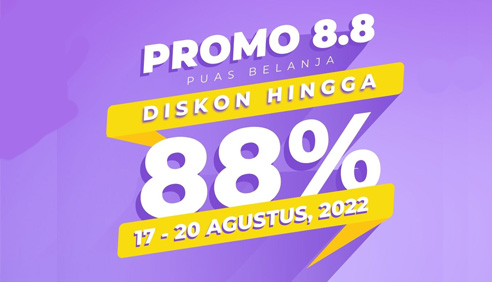 PROMO 8.8
PUAS BELANJA
DISKON HINGGA
88%
17 - 20 AGUSTUS, 2022